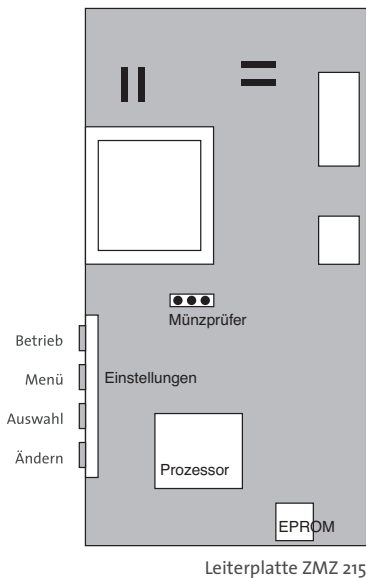 Münzprüfer
Betrieb
Menü
Einstellungen
Auswahl
Ändern
Prozessor
EPROM
Leiterplatte ZMZ 215